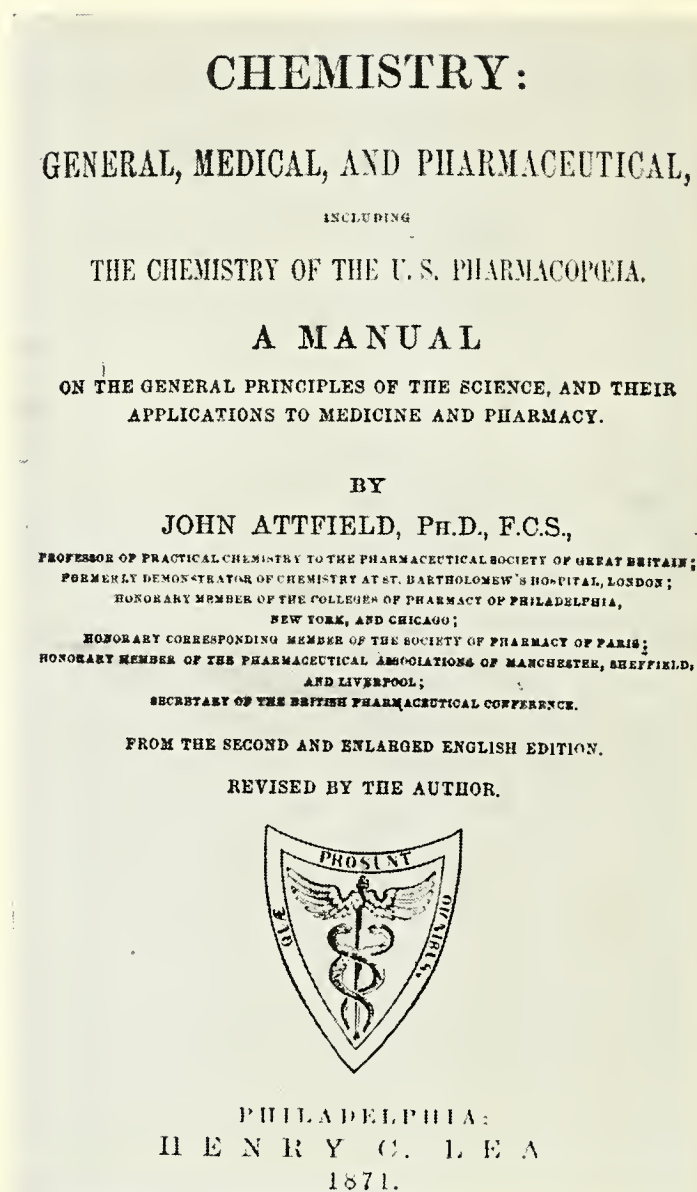 CHEMISTRY:
GENERAL, MEDICAL, AND PHARMACEUTICAL,
INCLUDING
THE CHEMISTRY OF THE U. S. PHARMACOPŒIA.
A MANUAL
ON THE GENERAL PRINCIPLES OF THE SCIENCE, AND THEIR
APPLICATIONS TO MEDICINE AND PHARMACY.
BY
JOHN ATTFIELD, PH.D., F.C.S.,
PROFESSOR OF PRACTICAL CHEMISTRY TO THE PHARMACEUTICAL SOCIETY OF GREAT BRITAIN;
FORMERLY DEMONSTRATOR OF CHEMISTRY AT ST. BARTHOLOMEW'S HOSPITAL, LONDON;
HONORARY MEMBER OF THE COLLEGES OF PHARMACY OF PHILADELPHIA,
NEW YORK, AND CHICAGO;
HONORARY CORRESPONDING MEMBER OF THE SOCIETY OF PHARMACY OF PARIS;
HONORARY MEMBER OF THE PHARMACEUTICAL ASSOCIATIONS OF MANCHESTER, SHEFFIELD,
AND LIVERPOOL;
SECRETARY OF THE BRITISH PHARMACEUTICAL CONFERENCE.
FROM THE SECOND AND ENLARGED ENGLISH EDITION.
REVISED BY THE AUTHOR.
QUÆ PROSUNT OMNIBUS.
PHILADELPHIA:
HENRY C. LEA
1871.